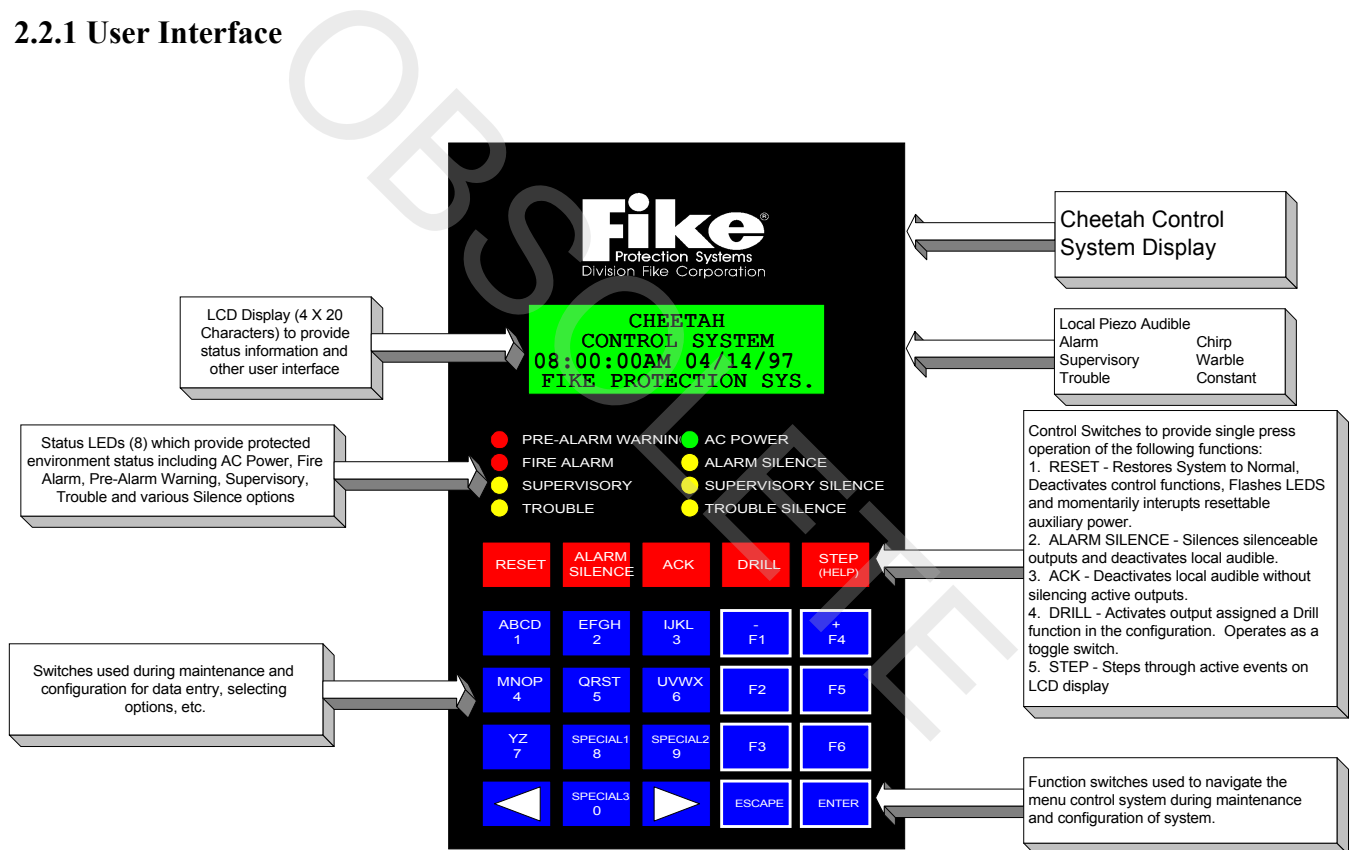 2.2.1 User Interface
Fike®
Protection Systems
Division Fike Corporation
Cheetah Control
System Display
LCD Display (4 X 20
Characters) to provide
status information and
other user interface
CHEETAH
CONTROL SYSTEM
08:00:00AM 04/14/97
FIKE PROTECTION SYS.
Local Piezo Audible
Alarm Chirp
Supervisory Warble
Trouble Constant
Status LEDs (8) which provide protected
environment status including AC Power, Fire
Alarm, Pre-Alarm Warning, Supervisory,
Trouble and various Silence options
PRE-ALARM WARNING AC POWER
FIRE ALARM ALARM SILENCE
SUPERVISORY SUPERVISORY SILENCE
TROUBLE TROUBLE SILENCE
Control Switches to provide single press
operation of the following functions:
1. RESET - Restores System to Normal,
Deactivates control functions, Flashes LEDS
and momentarily interupts resettable
auxiliary power.
2. ALARM SILENCE - Silences silenceable
outputs and deactivates local audible.
3. ACK - Deactivates local audible without
silencing active outputs.
4. DRILL - Activates output assigned a Drill
function in the configuration. Operates as a
toggle switch.
5. STEP - Steps through active events on
LCD display
RESET
ALARM
SILENCE
ACK
DRILL
STEP
(HELP)
Switches used during maintenance and
configuration for data entry, selecting
options, etc.
ABCD
1
EFGH
2
IJKL
3
-
F1
+
F4
MNOP
4
QRST
5
UVWX
6
F2
F5
YZ
7
SPECIAL1
8
SPECIAL2
9
F3
F6
SPECIAL3
0
ESCAPE
ENTER
Function switches used to navigate the
menu control system during maintenance
and configuration of system.
OBSOLETE